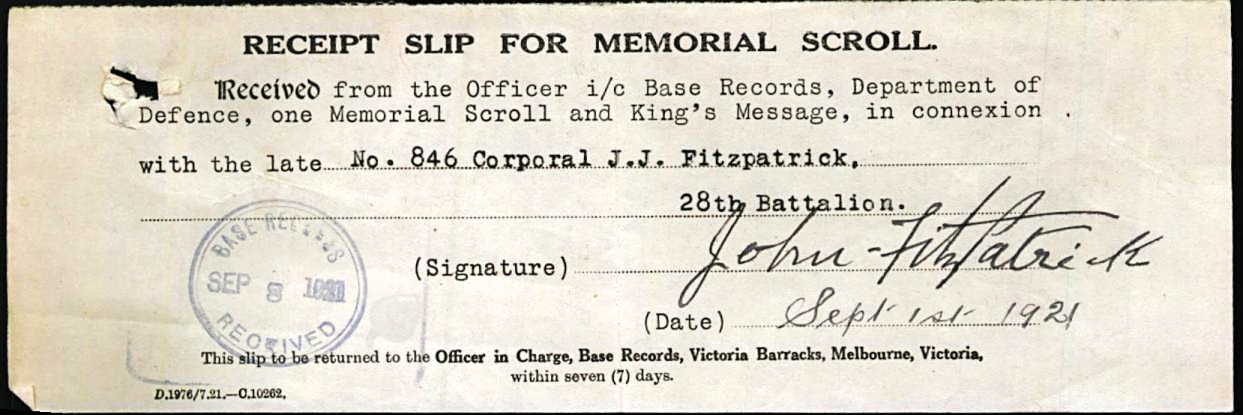 RECEIPT SLIP FOR MEMORIAL SCROLL.
Received from the Officer i/c Base Records, Department of
Defence, one Memorial Scroll and King's Message, in connexion
with the late No. 846 Corporal J.J. Fitzpatrick,
28th Battalion.
BASE RECORDS
SEP 8 1921
RECEIVED
(Signature) John Fitzpatrick
(Date) Sept 1st 1921
This slip to be returned to the Officer in Charge, Base Records, Victoria Barracks, Melbourne, Victoria,
within seven (7) days.
D.1976/7.21.—C.10262.